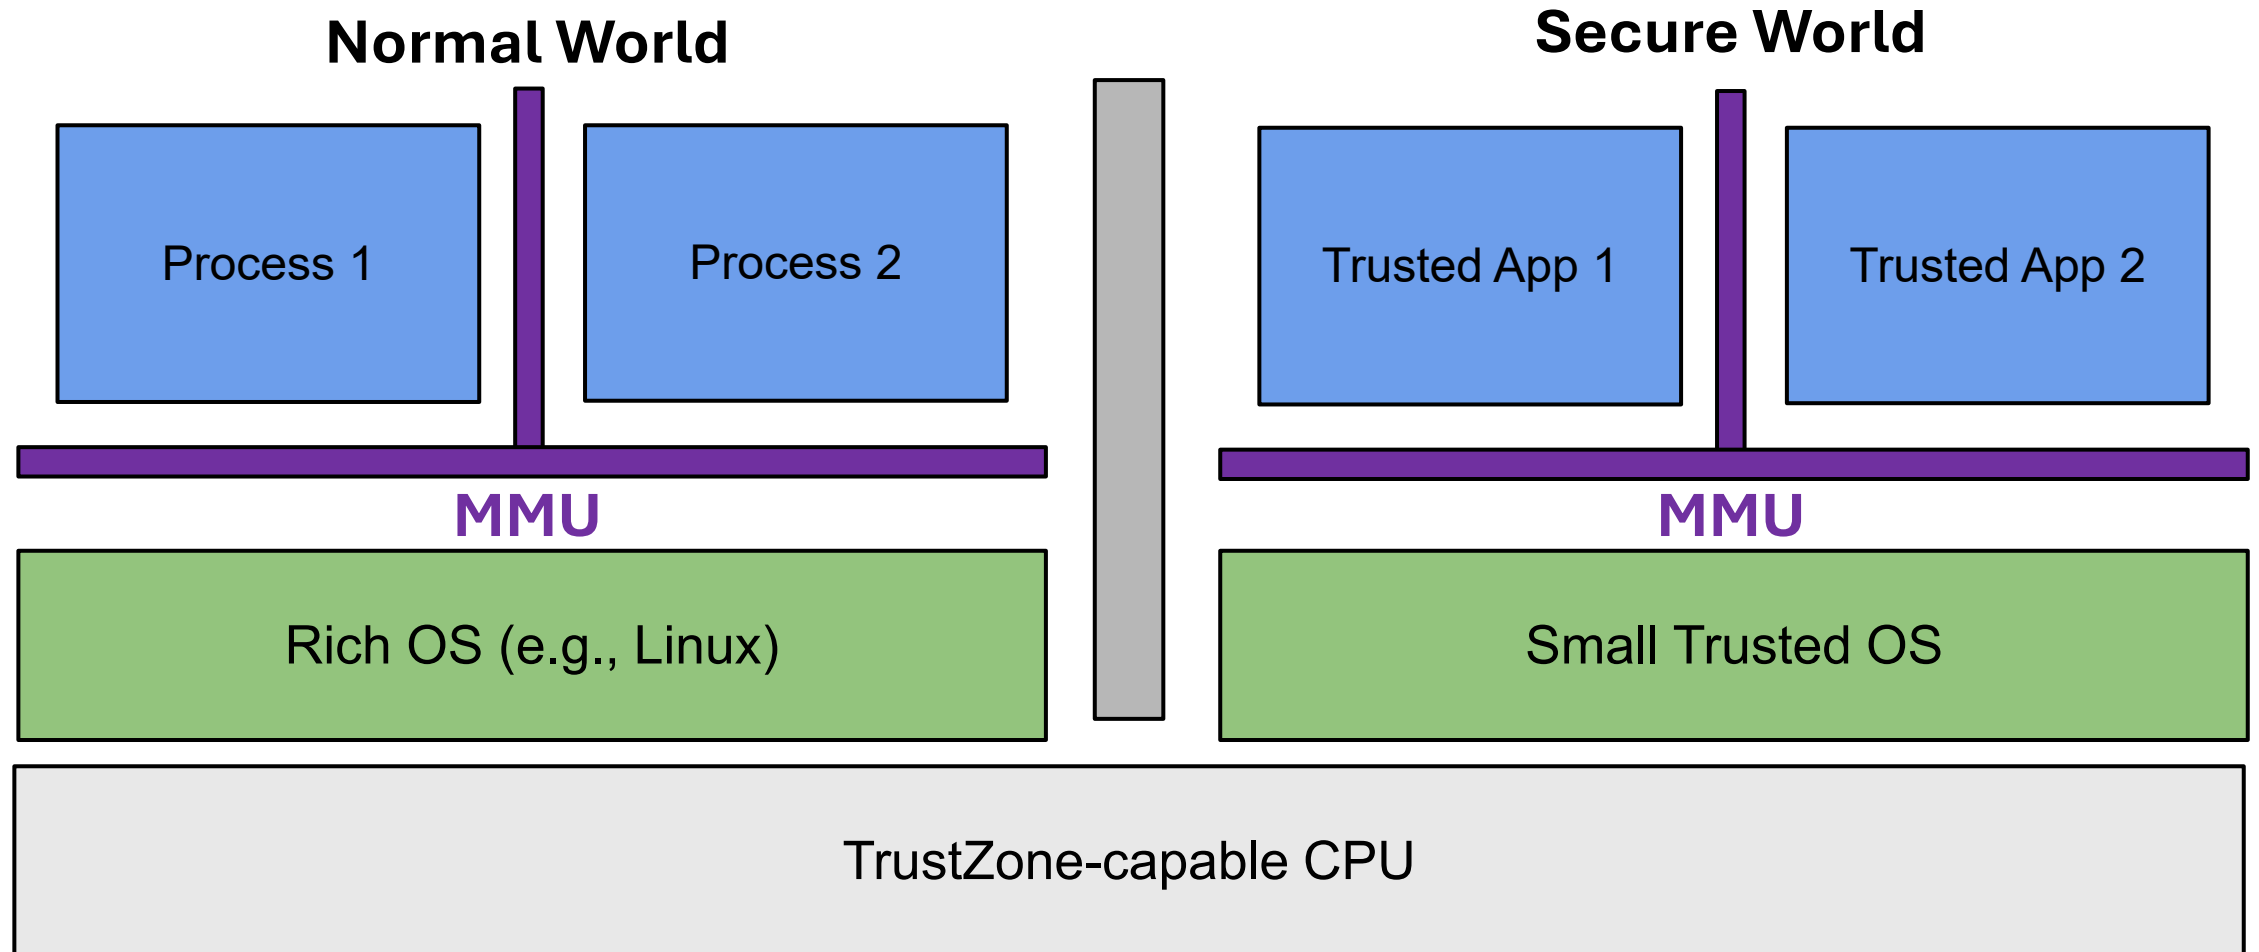 Normal World
Secure World
Process 1
Process 2
Trusted App 1
Trusted App 2
MMU
MMU
Rich OS (e.g., Linux)
Small Trusted OS
TrustZone-capable CPU